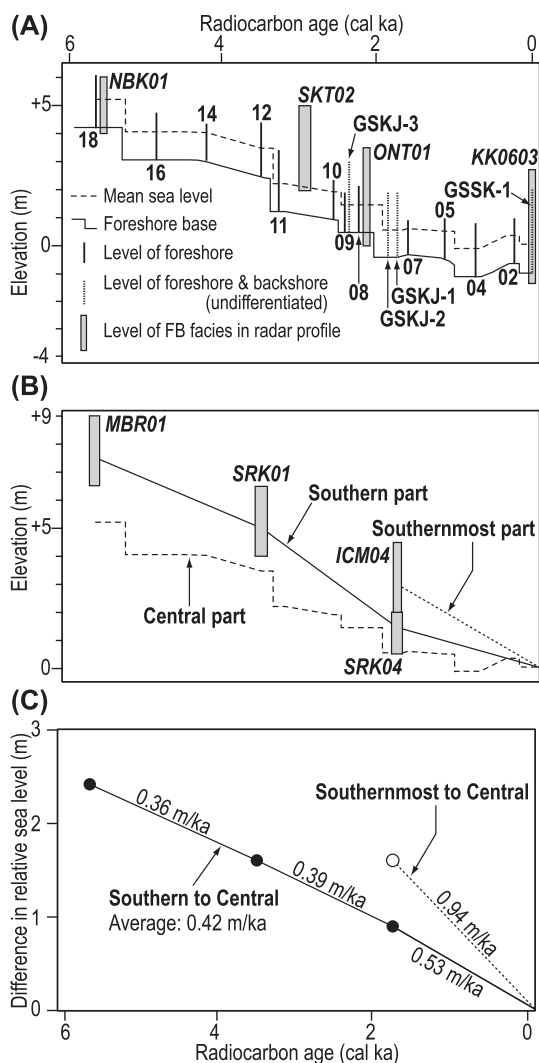 (A)
Radiocarbon age (cal ka)
6 4 2 0
Elevation (m)
+5
0
-4
NBK01
SKT02
GSKJ-3
ONT01
KK0603
GSSK-1
18
16
14
12
11
10
09
08
07
05
04
02
GSKJ-1
GSKJ-2
Mean sea level
Foreshore base
Level of foreshore
Level of foreshore & backshore
(undifferentiated)
Level of FB facies in radar profile
(B)
Elevation (m)
+9
+5
0
MBR01
SRK01
Southern part
Southernmost part
ICM04
Central part
SRK04
(C)
Difference in relative sea level (m)
3
2
1
0
0.36 m/ka
Southernmost to Central
0.39 m/ka
Southern to Central
Average: 0.42 m/ka
0.94 m/ka
0.53 m/ka
6 4 2 0
Radiocarbon age (cal ka)